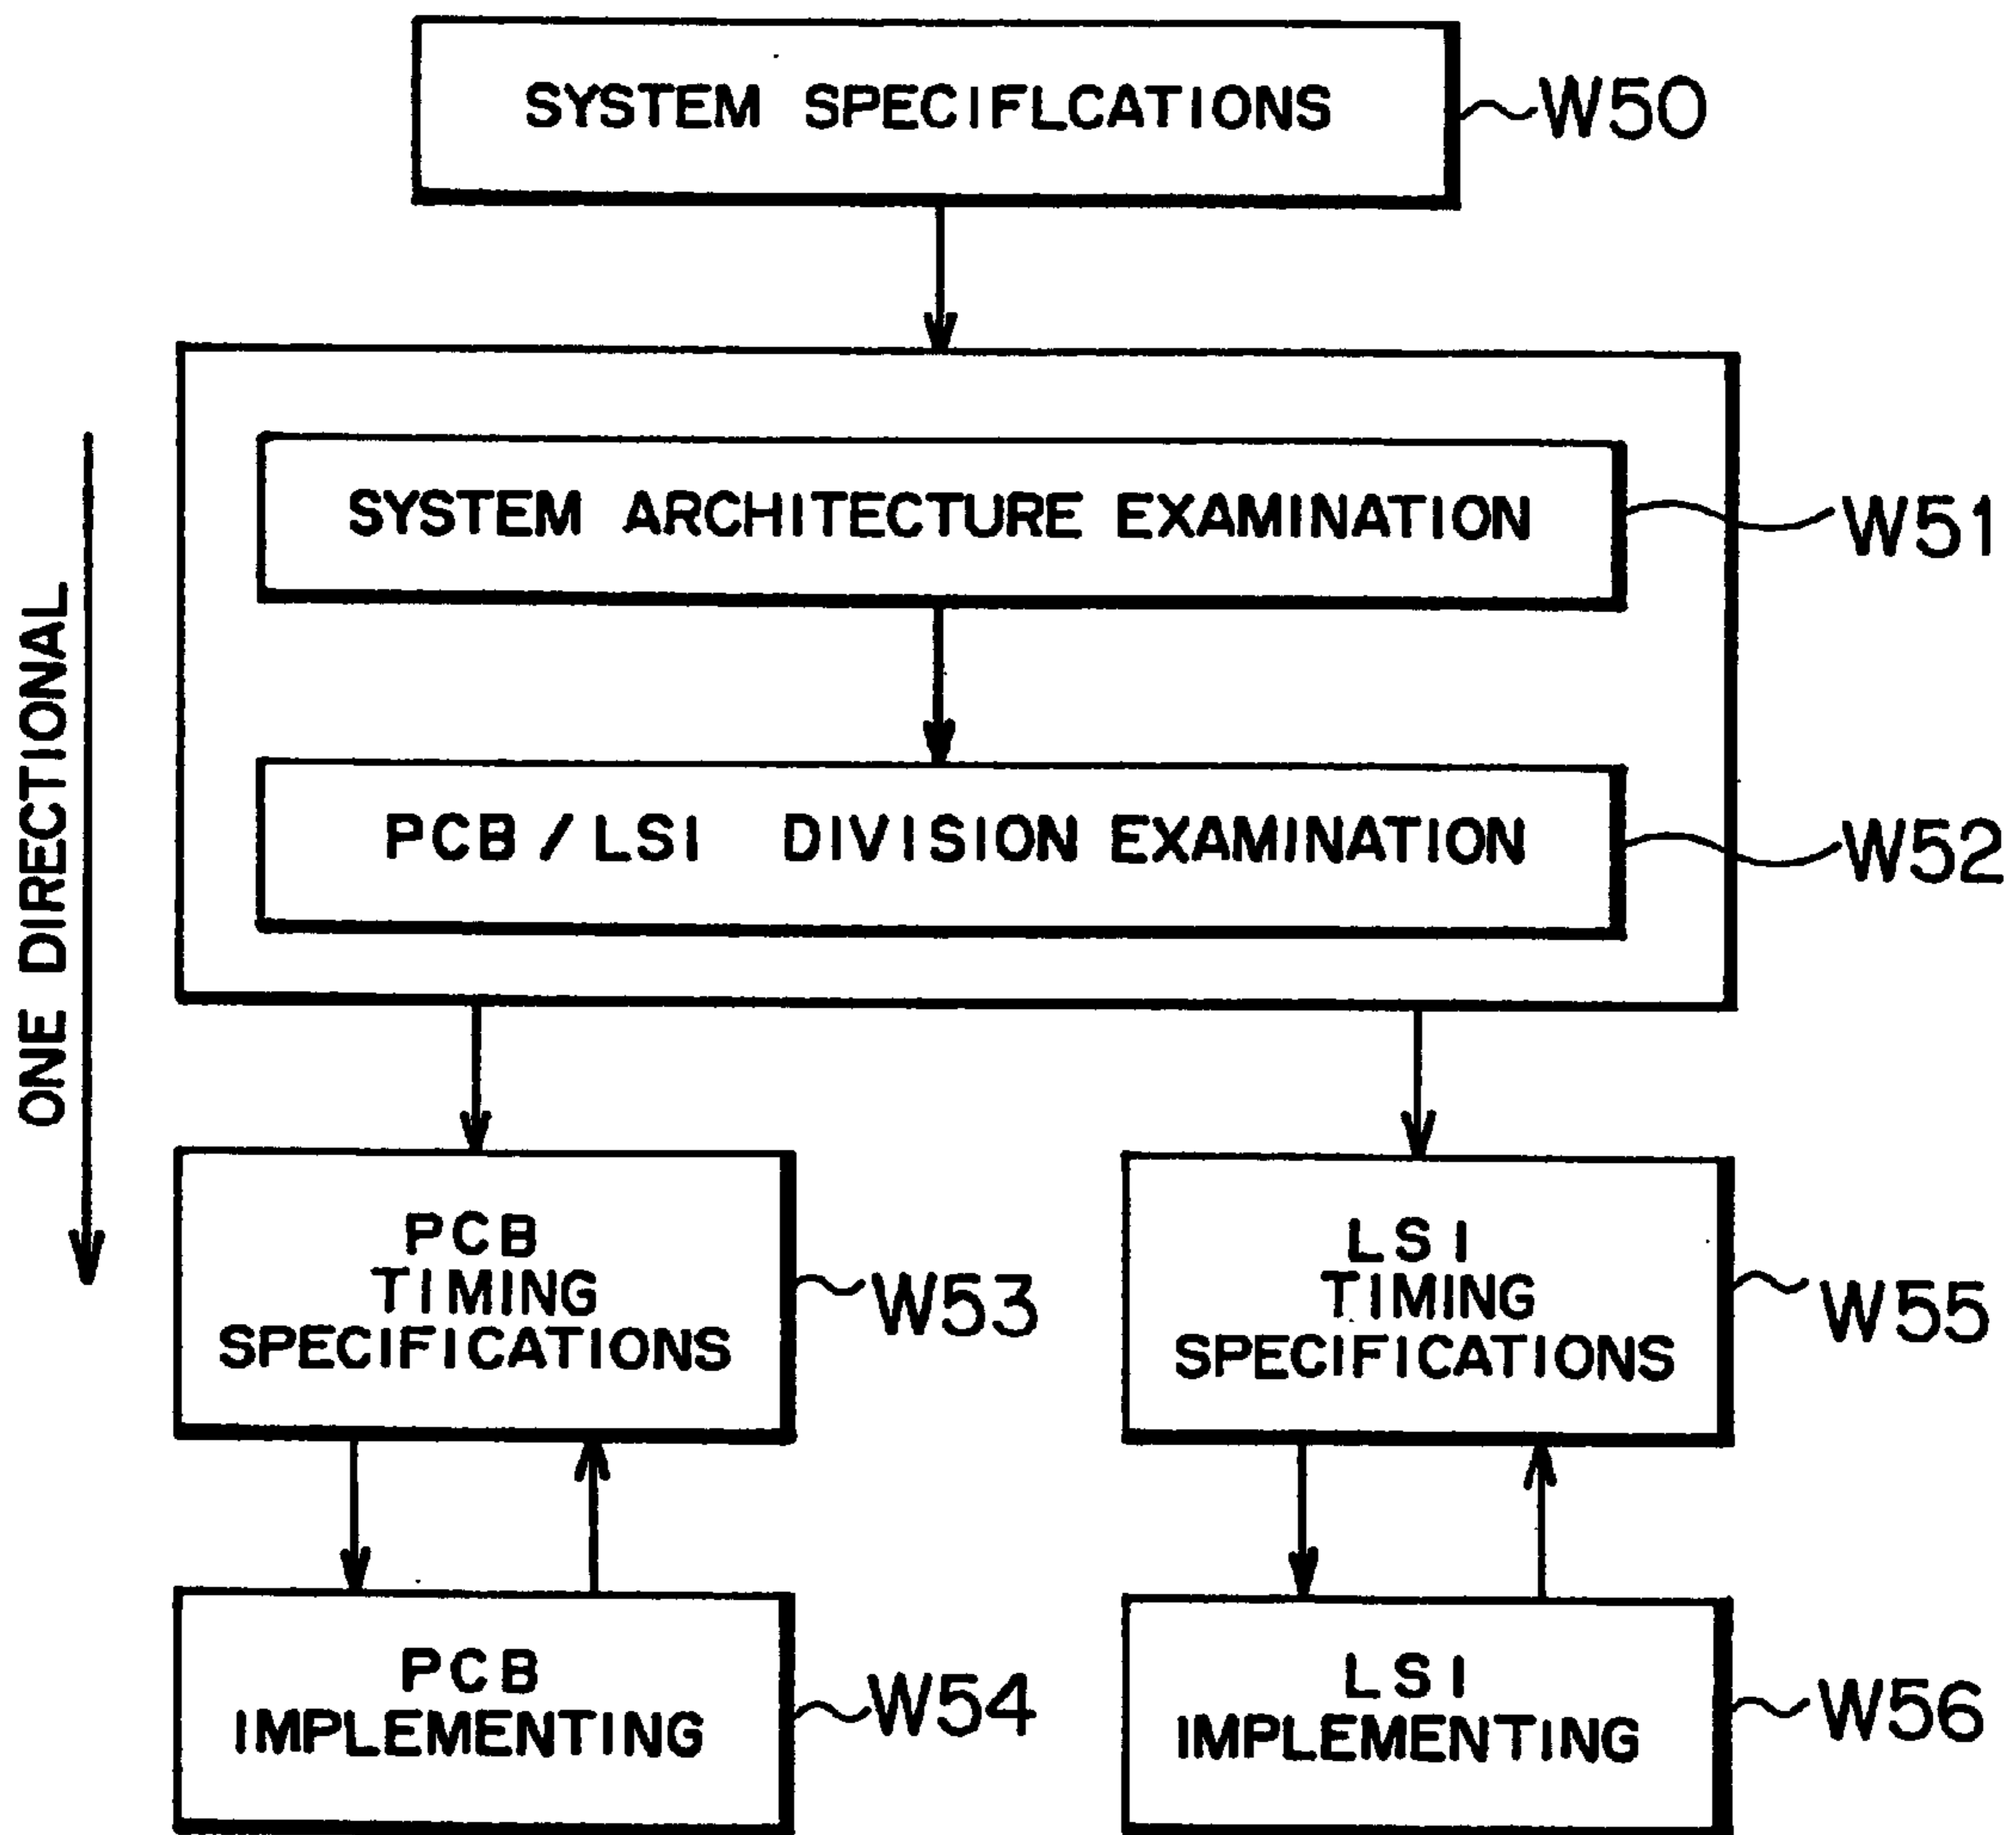 SYSTEM SPECIFLCATIONS
W50
SYSTEM ARCHITECTURE EXAMINATION
W51
PCB / LSI DIVISION EXAMINATION
W52
ONE DIRECTIONAL
PCB
TIMING
SPECIFICATIONS
W53
LSI
TIMING
SPECIFICATIONS
W55
PCB
IMPLEMENTING
W54
LSI
IMPLEMENTING
W56